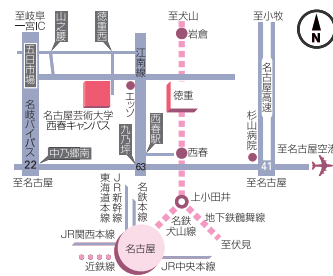 至岐阜
一宮IC
山之腰
徳重西
至犬山
岩倉
至小牧
N
五日市場
江南線
名古屋高速
エッソ
徳重
名古屋芸術大学
西春キャンパス
名岐バイパス
九乃坪
西春駅
杉山病院
中乃郷南
西春
22
63
41
至名古屋空港
至名古屋
至名古屋
JR新幹線
東海道本線
名鉄本線
上小田井
名鉄
犬山線
地下鉄鶴舞線
至伏見
JR関西本線
名古屋
近鉄線
JR中央本線